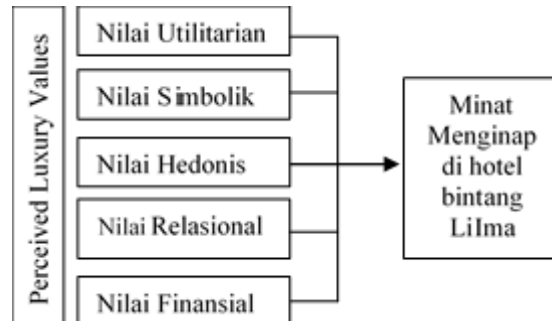 Perceived Luxury Values
Nilai Utilitarian
Nilai Simbolik
Nilai Hedonis
Nilai Relasional
Nilai Finansial
Minat
Menginap
di hotel
bintang
LiIma